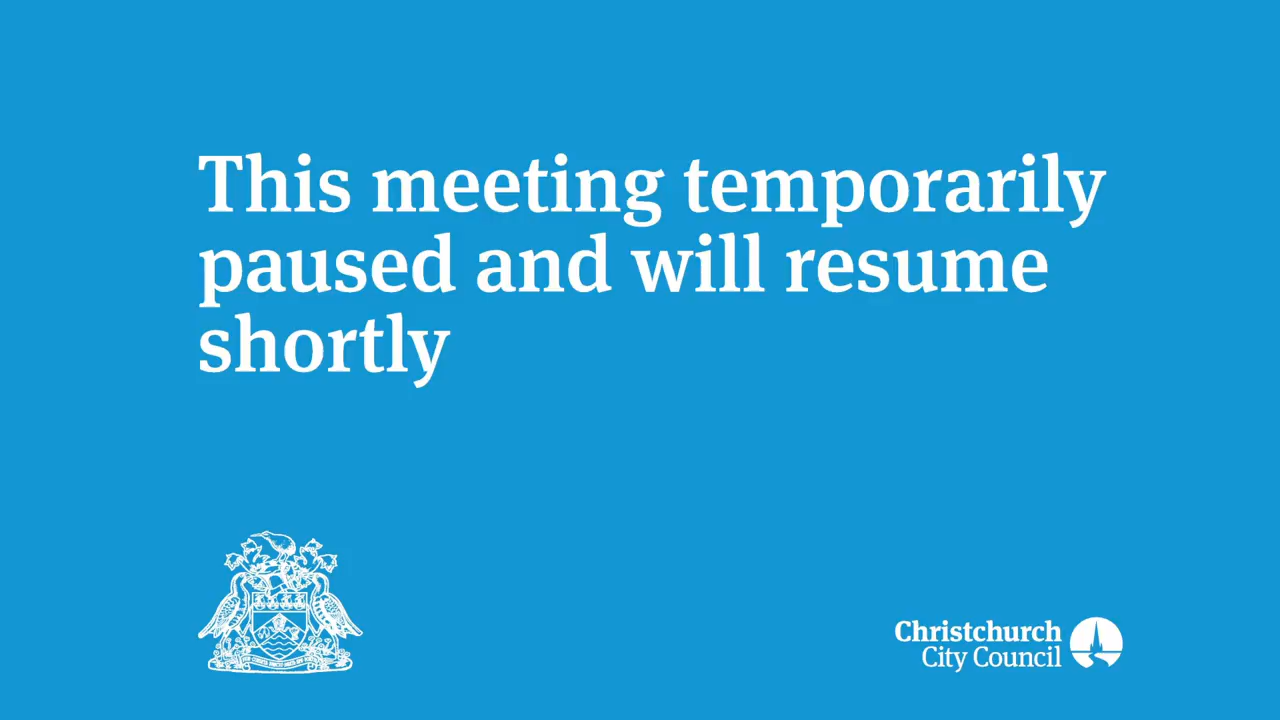 This meeting temporarily
paused and will resume
shortly
Christchurch
City Council